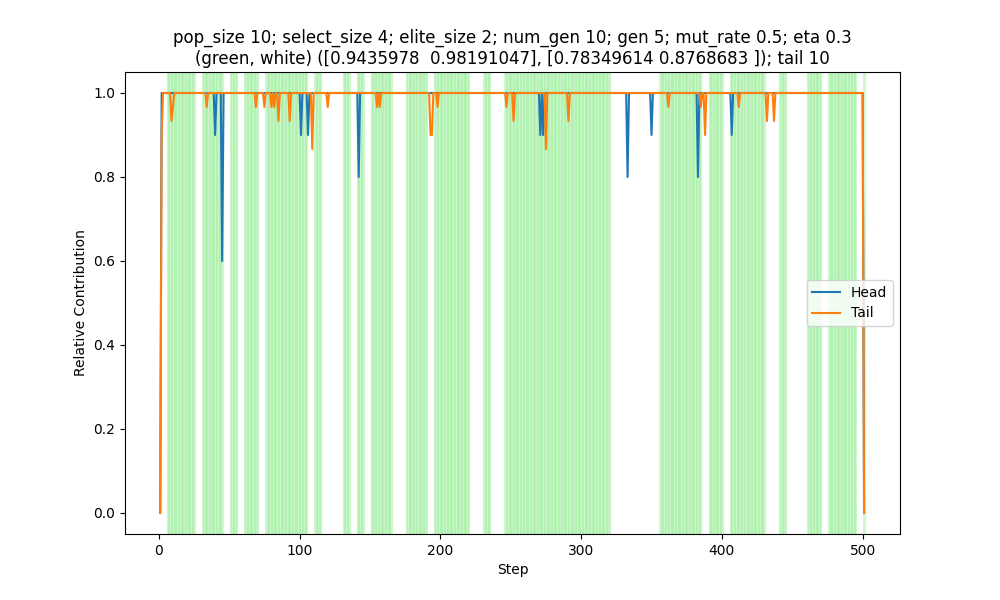 pop_size 10; select_size 4; elite_size 2; num_gen 10; gen 5; mut_rate 0.5; eta 0.3
(green, white) ([0.9435978  0.98191047], [0.78349614 0.8768683 ]); tail 10
1.0
0.8
0.6
0.4
0.2
0.0
Relative Contribution
Head
Tail
0
100
200
300
400
500
Step